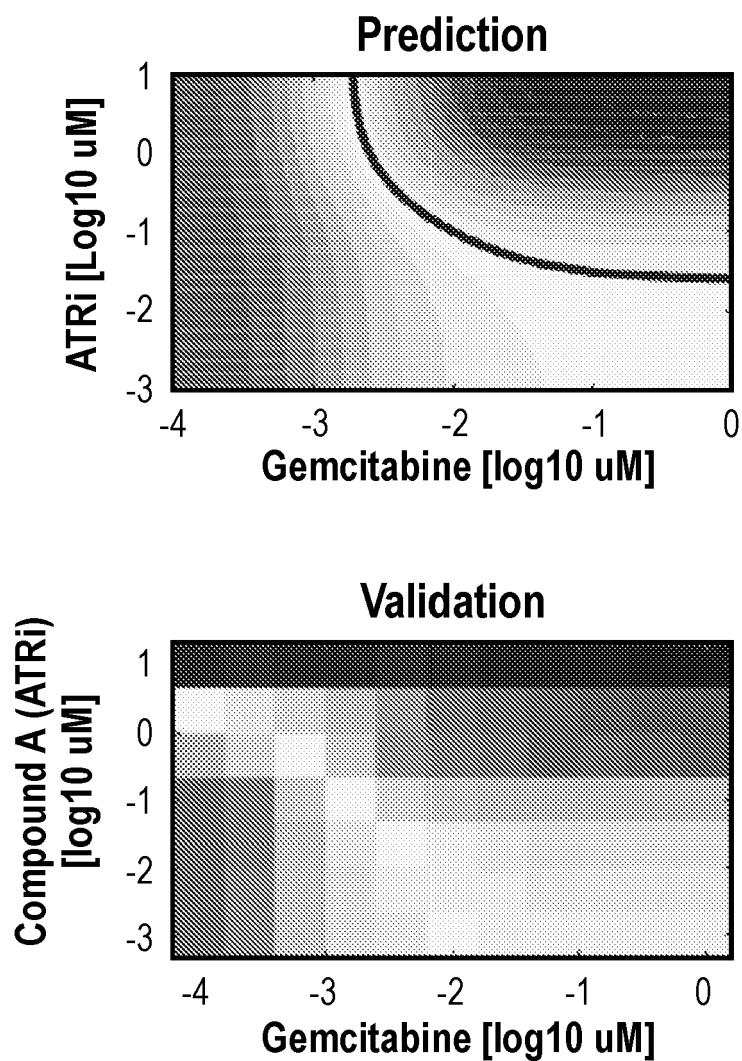 Prediction
1
0
-1
-2
-3
ATRi [Log10 uM]
-4 -3 -2 -1 0
Gemcitabine [log10 uM]
Validation
1
0
-1
-2
-3
Compound A (ATRi)
[log10 uM]
-4 -3 -2 -1 0
Gemcitabine [log10 uM]